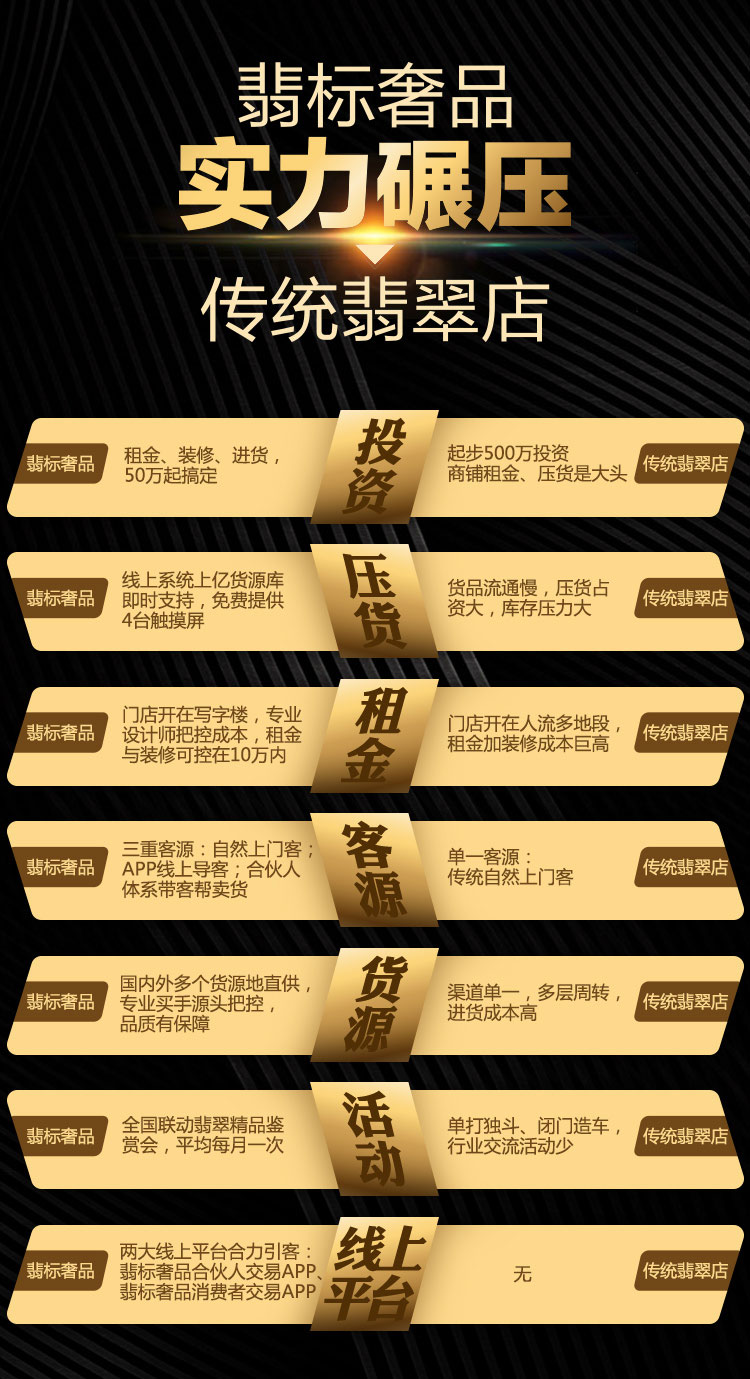 翡标奢品
实力碾压
传统翡翠店
翡标奢品
租金、装修、进货，
50万起搞定
投
资
起步500万投资
商铺租金、压货是大头
传统翡翠店
翡标奢品
线上系统上亿货源库
即时支持，免费提供
4台触摸屏
压
货
货品流通慢，压货占
资大，库存压力大
传统翡翠店
翡标奢品
门店开在写字楼，专业
设计师把控成本，租金
与装修可控在10万内
租
金
门店开在人流多地段，
租金加装修成本巨高
传统翡翠店
翡标奢品
三重客源：自然上门客；
APP线上导客；合伙人
体系带客帮卖货
客
源
单一客源：
传统自然上门客
传统翡翠店
翡标奢品
国内外多个货源地直供，
专业买手源头把控，
品质有保障
货
源
渠道单一，多层周转，
进货成本高
传统翡翠店
翡标奢品
全国联动翡翠精品鉴
赏会，平均每月一次
活
动
单打独斗、闭门造车，
行业交流活动少
传统翡翠店
翡标奢品
两大线上平台合力引客：
翡标奢品合伙人交易APP、
翡标奢品消费者交易APP
线上
平台
无
传统翡翠店